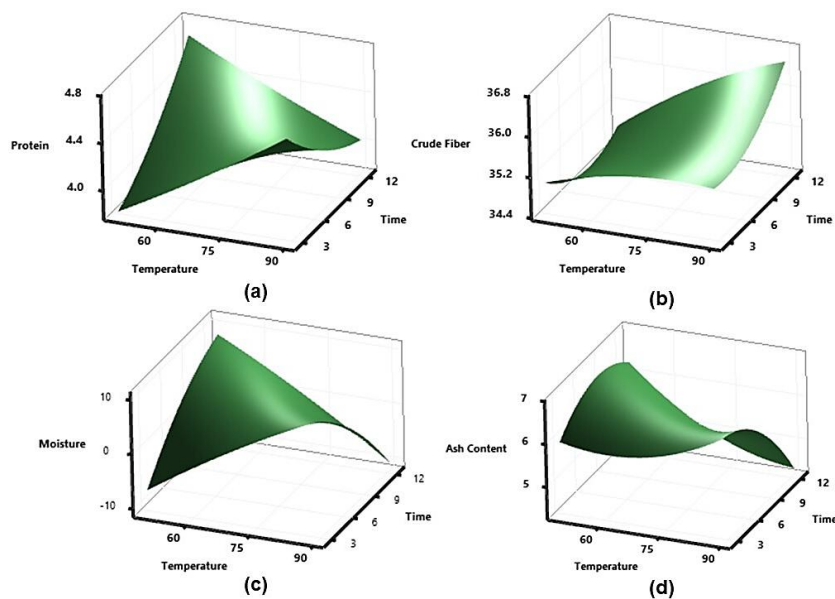 4.8
Protein
4.4
4.0
60
75
90
Temperature
3
6
9
12
Time
(a)
36.8
Crude Fiber
36.0
35.2
34.4
60
75
90
Temperature
3
6
9
12
Time
(b)
10
Moisture
0
-10
60
75
90
Temperature
3
6
9
12
Time
(c)
7
Ash Content
6
5
60
75
90
Temperature
3
6
9
12
Time
(d)